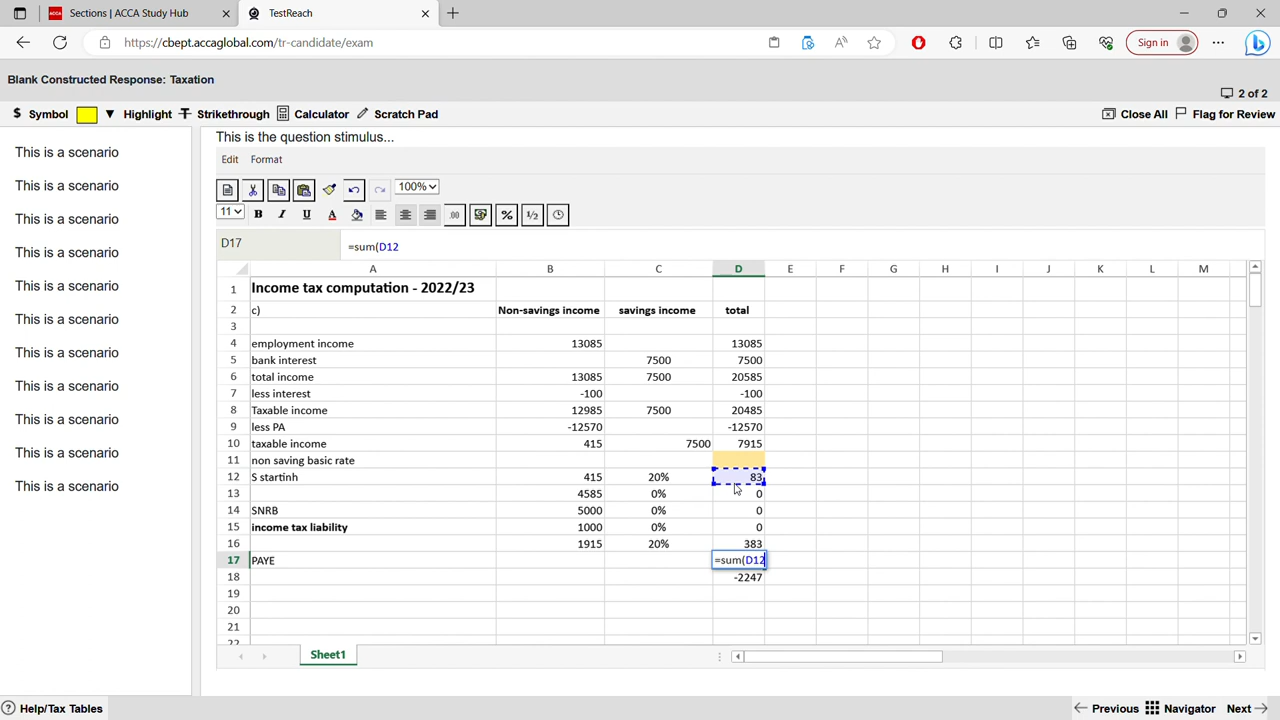 Sections | ACCA Study Hub
TestReach
https://cbept.accaglobal.com/tr-candidate/exam
Sign in
Blank Constructed Response: Taxation
2 of 2
$ Symbol Highlight Strikethrough Calculator Scratch Pad Close All Flag for Review
This is a scenario
This is a scenario
This is a scenario
This is a scenario
This is a scenario
This is a scenario
This is a scenario
This is a scenario
This is a scenario
This is a scenario
This is a scenario
This is the question stimulus...
Edit Format
100%
11 B I U A .00 % 1/2
D17 =sum(D12
A B C D E F G H I J K L M
1 Income tax computation - 2022/23
2 c) Non-savings income savings income total
3
4 employment income 13085 13085
5 bank interest 7500 7500
6 total income 13085 7500 20585
7 less interest -100 -100
8 Taxable income 12985 7500 20485
9 less PA -12570 -12570
10 taxable income 415 7500 7915
11 non saving basic rate
12 S startinh 415 20% 83
13 4585 0% 0
14 SNRB 5000 0% 0
15 income tax liability 1000 0% 0
16 1915 20% 383
17 PAYE =sum(D12
18 -2247
19
20
21
22
Sheet1
Help/Tax Tables Previous Navigator Next